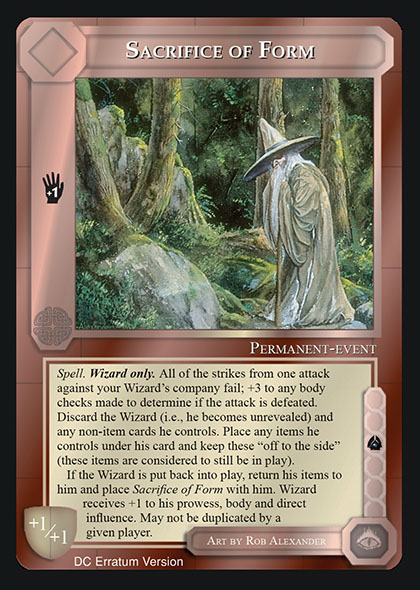 Sacrifice of Form
+1
Permanent-event
Spell. Wizard only. All of the strikes from one attack
against your Wizard's company fail; +3 to any body
checks made to determine if the attack is defeated.
Discard the Wizard (i.e., he becomes unrevealed) and
any non-item cards he controls. Place any items he
controls under his card and keep these "off to the side"
(these items are considered to still be in play).
If the Wizard is put back into play, return his items to
him and place Sacrifice of Form with him. Wizard
receives +1 to his prowess, body and direct
influence. May not be duplicated by a
given player.
+1/+1
Art by Rob Alexander
DC Erratum Version